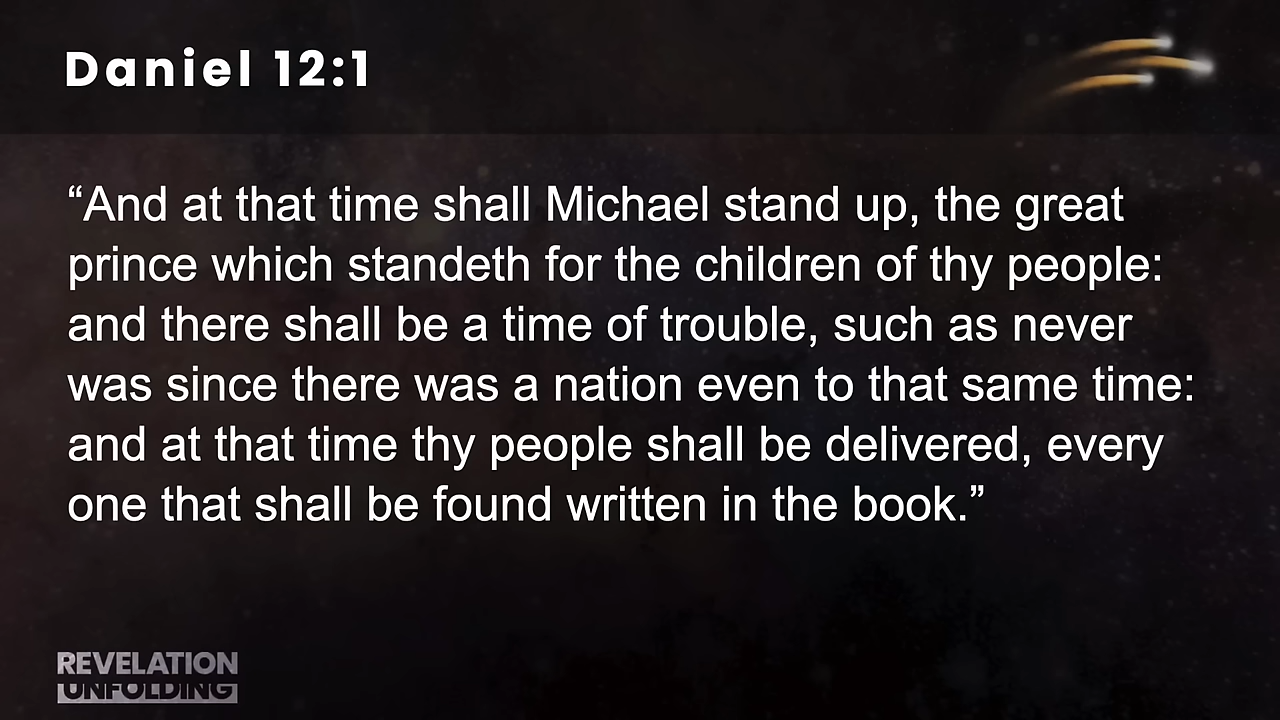 Daniel 12:1
“And at that time shall Michael stand up, the great
prince which standeth for the children of thy people:
and there shall be a time of trouble, such as never
was since there was a nation even to that same time:
and at that time thy people shall be delivered, every
one that shall be found written in the book.”
REVELATION
UNFOLDING